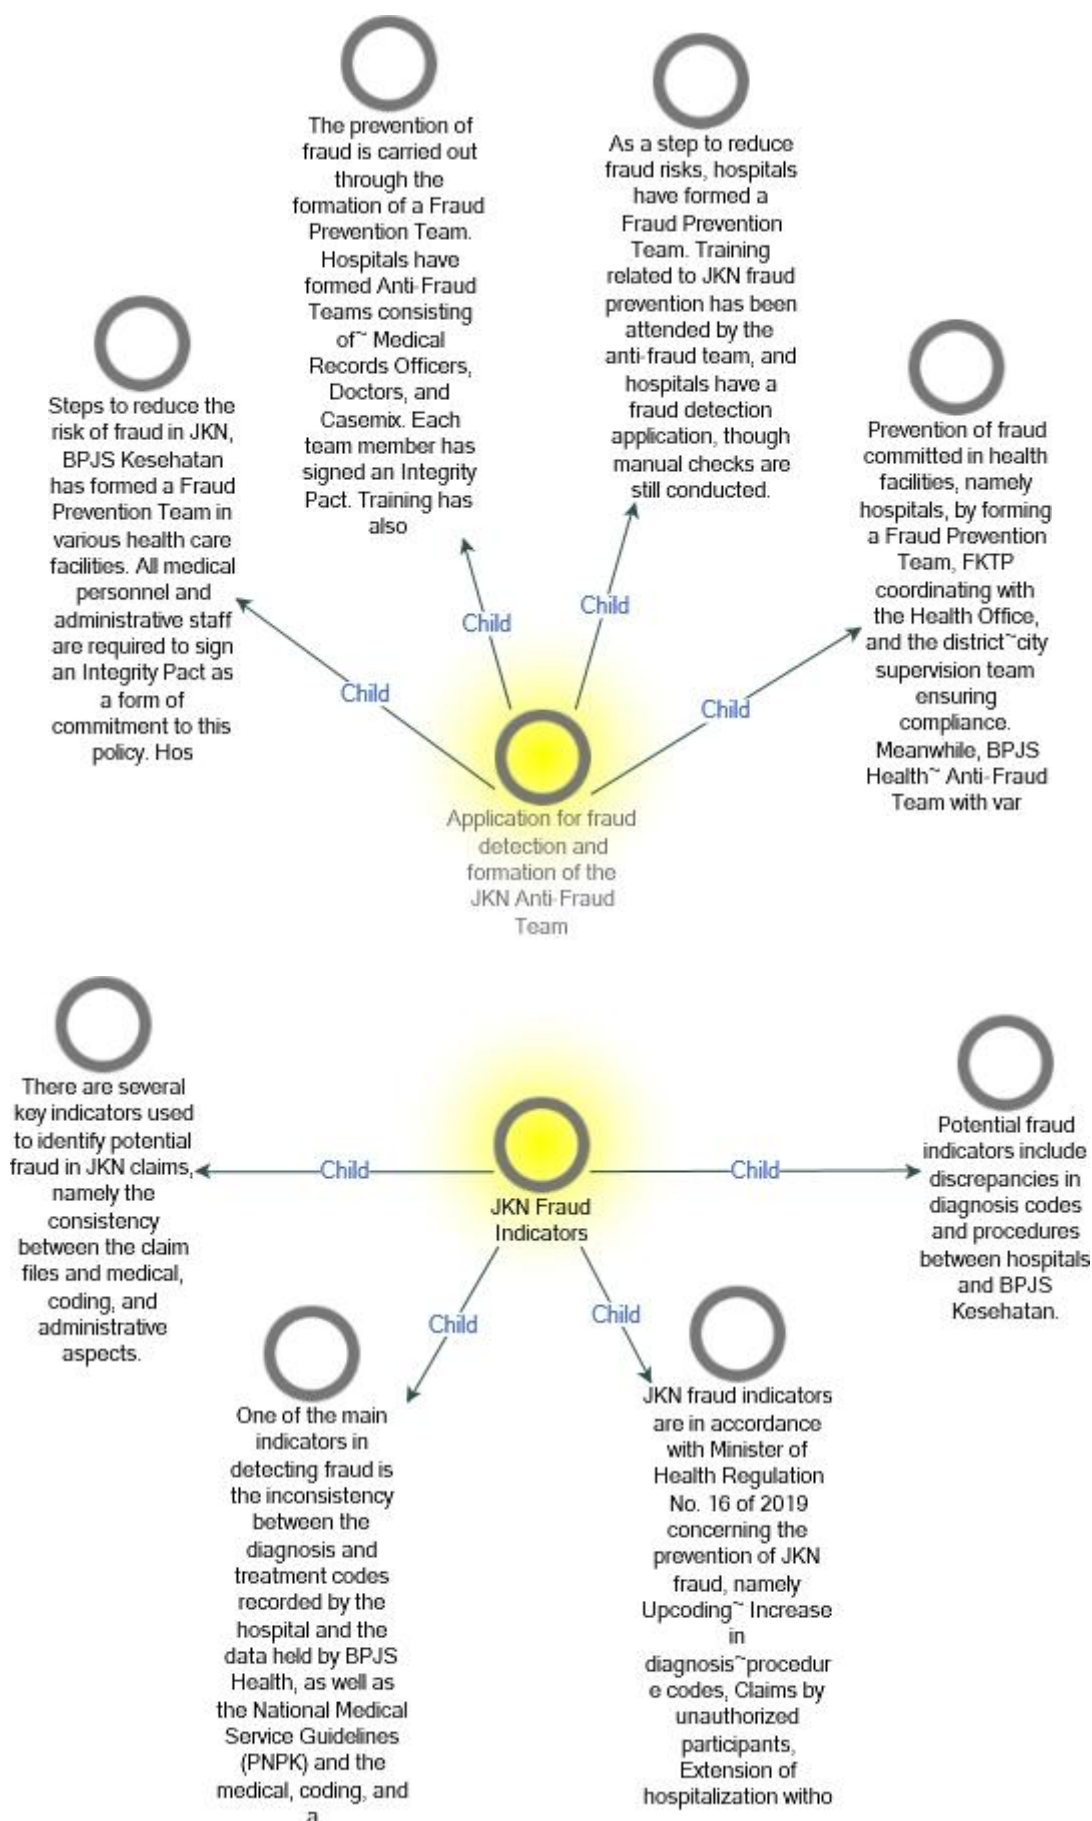 The prevention of
fraud is carried out
through the
formation of a Fraud
Prevention Team.
Hospitals have
formed Anti-Fraud
Teams consisting
of~ Medical
Records Officers,
Doctors, and
Casemix. Each
team member has
signed an Integrity
Pact. Training has
also
As a step to reduce
fraud risks, hospitals
have formed a
Fraud Prevention
Team. Training
related to JKN fraud
prevention has been
attended by the
anti-fraud team, and
hospitals have a
fraud detection
application, though
manual checks are
still conducted.
Steps to reduce the
risk of fraud in JKN,
BPJS Kesehatan
has formed a Fraud
Prevention Team in
various health care
facilities. All medical
personnel and
administrative staff
are required to sign
an Integrity Pact as
a form of
commitment to this
policy. Hos
Prevention of fraud
committed in health
facilities, namely
hospitals, by forming
a Fraud Prevention
Team, FKTP
coordinating with
the Health Office,
and the district~city
supervision team
ensuring
compliance.
Meanwhile, BPJS
Health~ Anti-Fraud
Team with var
Child
Child
Child
Child
Application for fraud
detection and
formation of the
JKN Anti-Fraud
Team
There are several
key indicators used
to identify potential
fraud in JKN claims,
namely the
consistency
between the claim
files and medical,
coding, and
administrative
aspects.
Child
JKN Fraud
Indicators
Child
Potential fraud
indicators include
discrepancies in
diagnosis codes
and procedures
between hospitals
and BPJS
Kesehatan.
Child
Child
One of the main
indicators in
detecting fraud is
the inconsistency
between the
diagnosis and
treatment codes
recorded by the
hospital and the
data held by BPJS
Health, as well as
the National Medical
Service Guidelines
(PNPK) and the
medical, coding, and
a
JKN fraud indicators
are in accordance
with Minister of
Health Regulation
No. 16 of 2019
concerning the
prevention of JKN
fraud, namely
Upcoding~ Increase
in
diagnosis~procedur
e codes, Claims by
unauthorized
participants,
Extension of
hospitalization witho